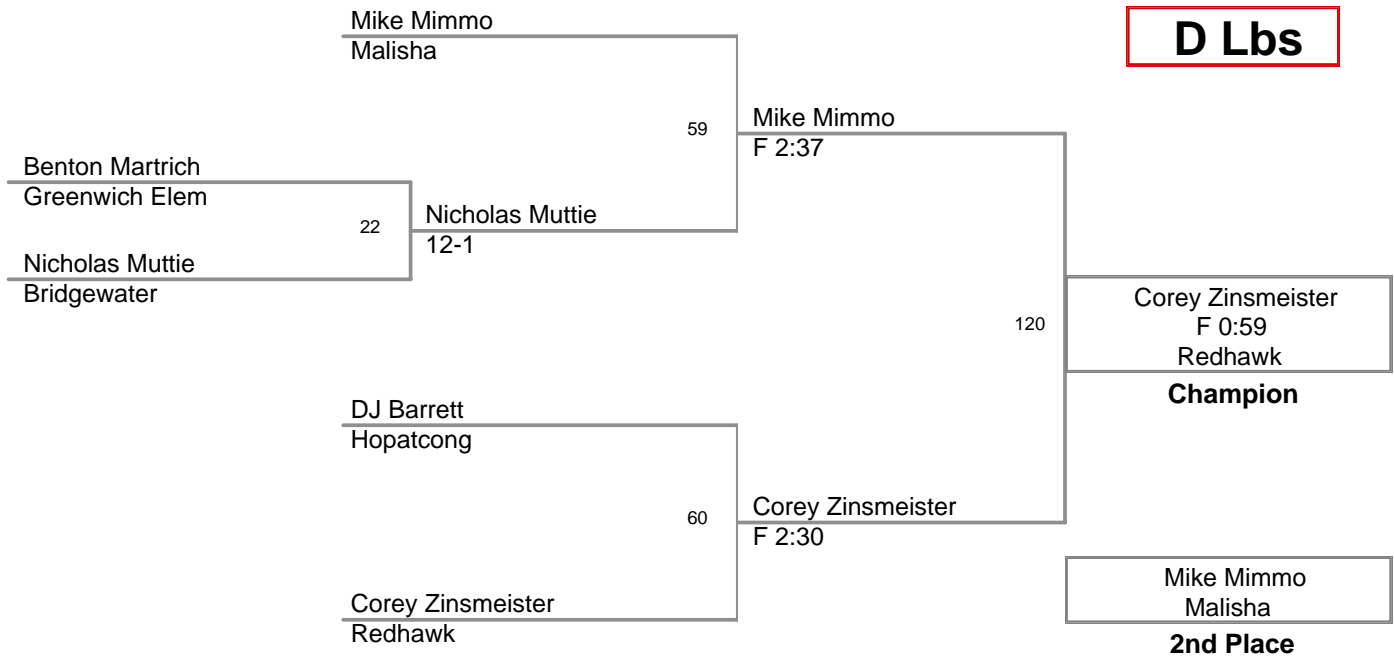 Mike Mimmo
Malisha
D Lbs
59
Mike Mimmo
F 2:37
Benton Martrich
Greenwich Elem
22
Nicholas Muttie
12-1
Nicholas Muttie
Bridgewater
120
Corey Zinsmeister
F 0:59
Redhawk
Champion
DJ Barrett
Hopatcong
60
Corey Zinsmeister
F 2:30
Corey Zinsmeister
Redhawk
Mike Mimmo
Malisha
2nd Place